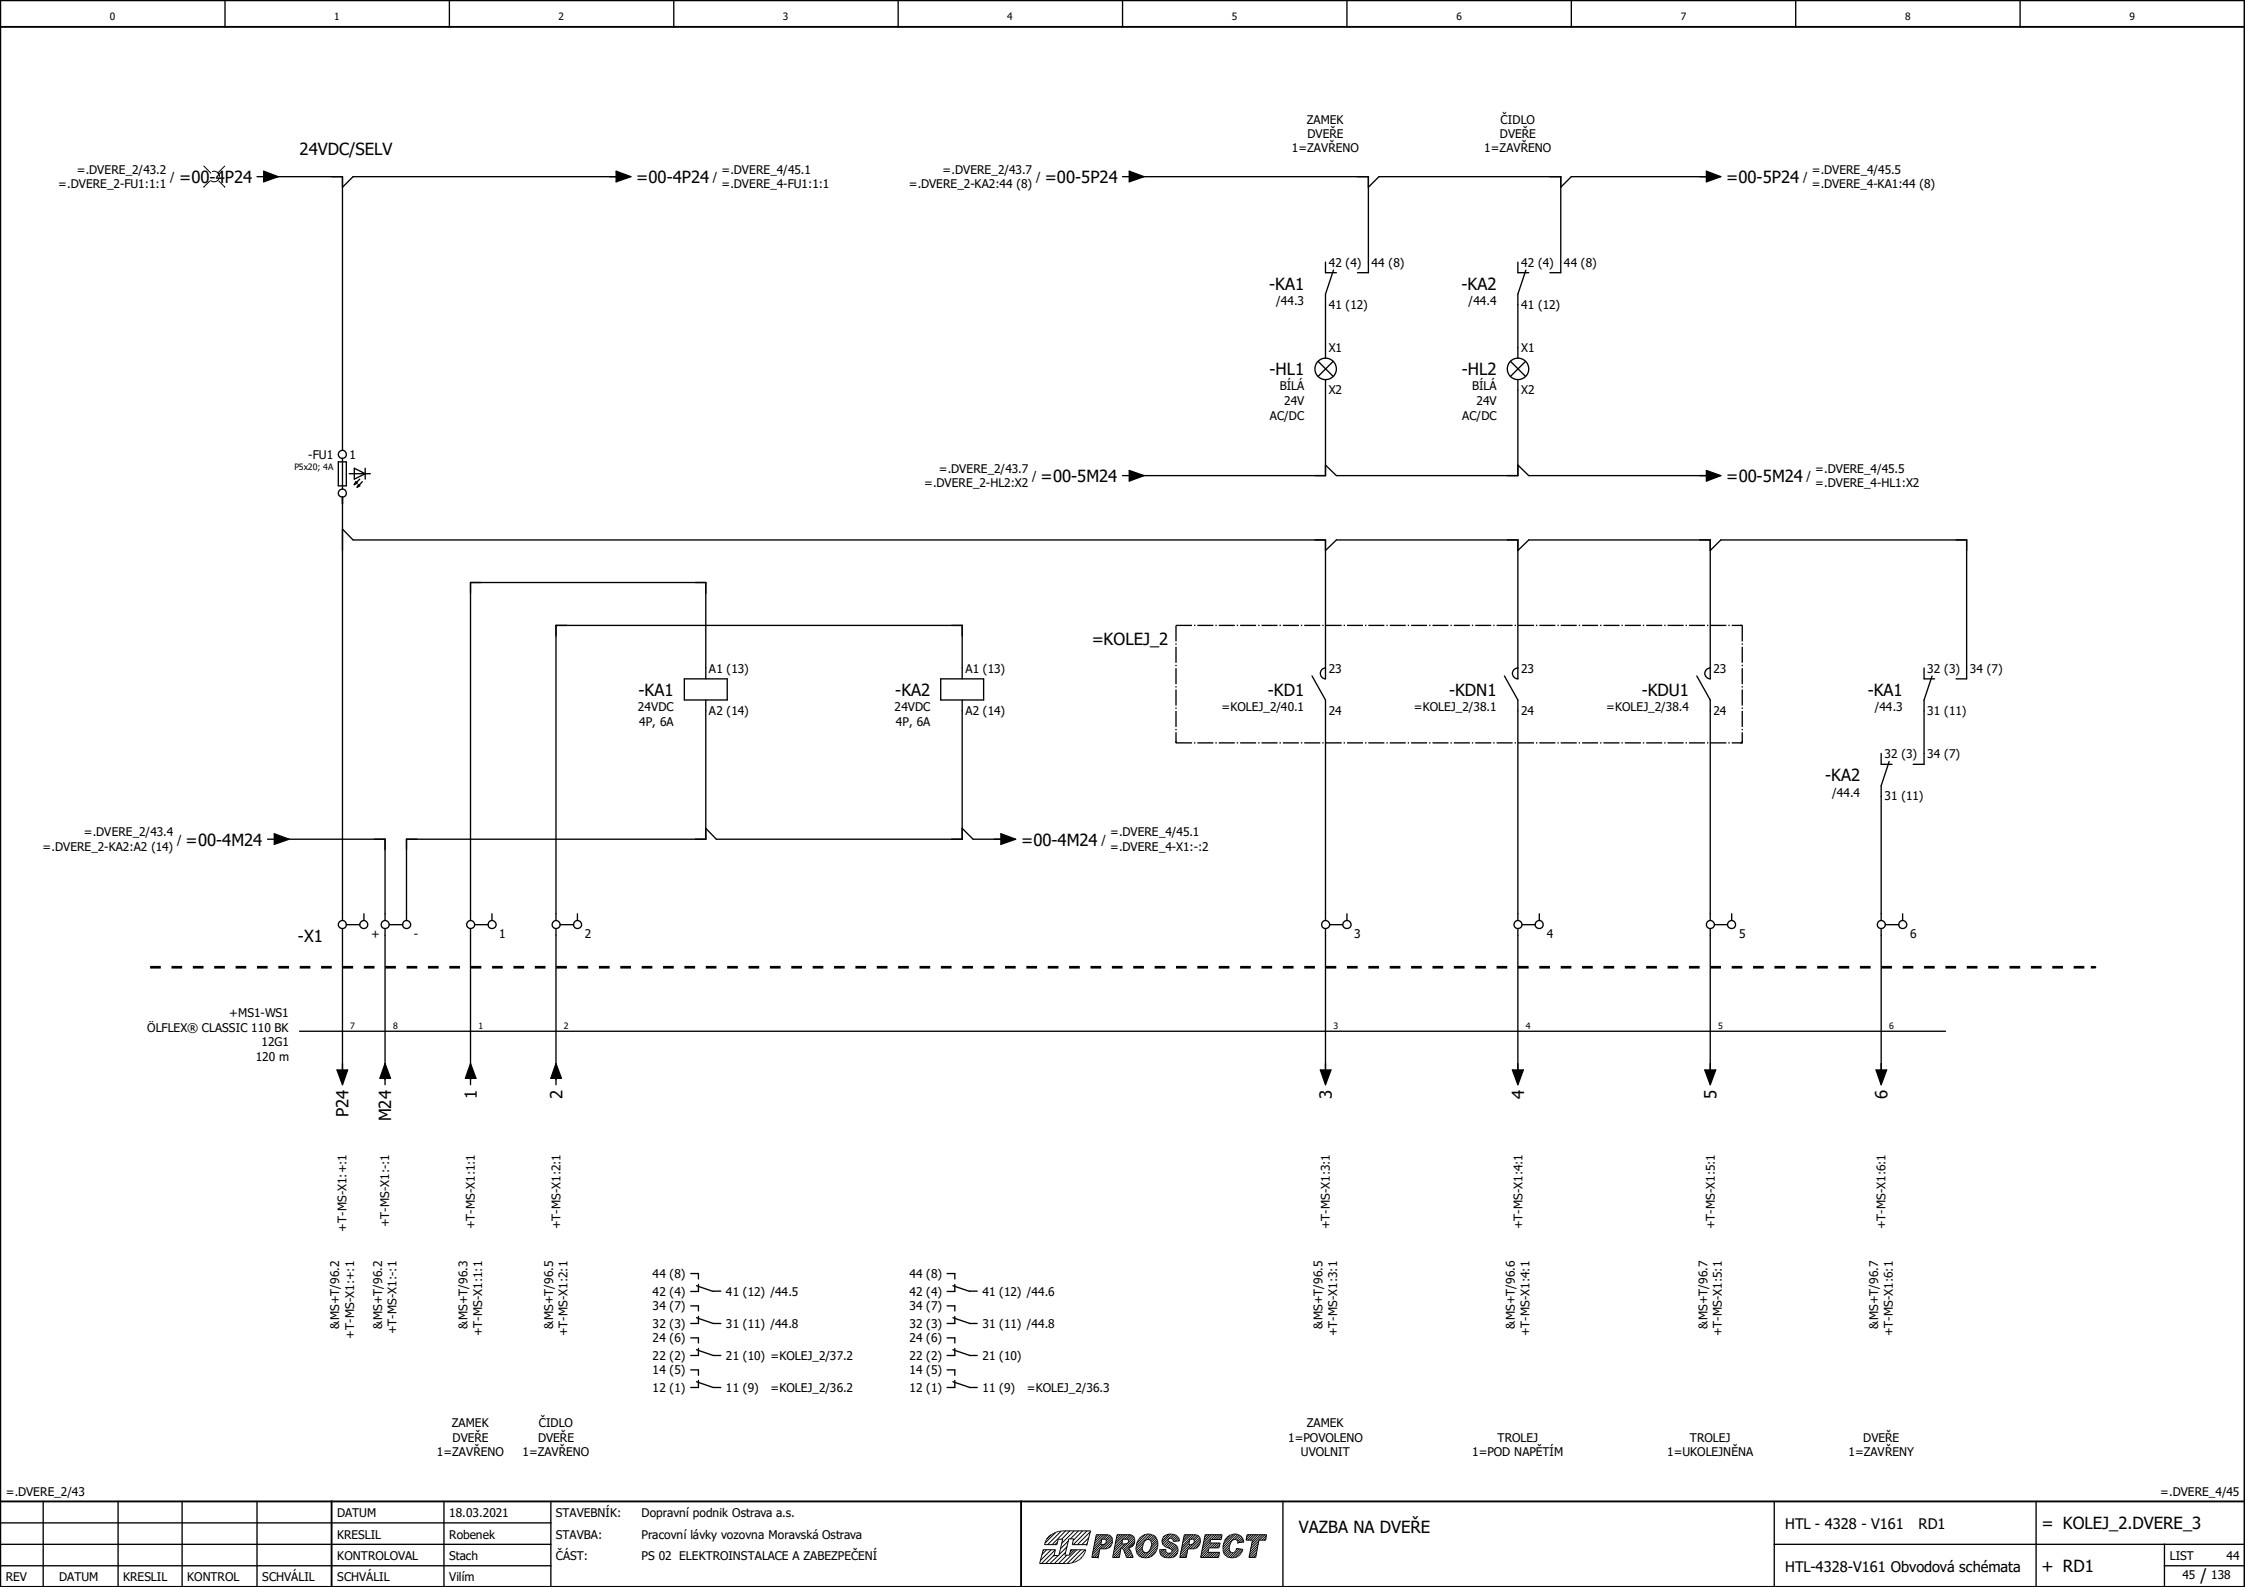 0 1 2 3 4 5 6 7 8 9
24VDC/SELV
=.DVERE_2/43.2
=.DVERE_2-FU1:1:1 / =00-4P24
=00-4P24 / =.DVERE_4/45.1
=.DVERE_4-FU1:1:1
=.DVERE_2/43.7
=.DVERE_2-KA2:44 (8) / =00-5P24
ZAMEK
DVEŘE
1=ZAVŘENO
ČIDLO
DVEŘE
1=ZAVŘENO
=00-5P24 / =.DVERE_4/45.5
=.DVERE_4-KA1:44 (8)
42 (4) 44 (8)
-KA1
/44.3
41 (12)
42 (4) 44 (8)
-KA2
/44.4
41 (12)
X1
-HL1
BÍLÁ
24V
AC/DC
X2
X1
-HL2
BÍLÁ
24V
AC/DC
X2
-FU1 1
P5x20; 4A
=.DVERE_2/43.7
=.DVERE_2-HL2:X2 / =00-5M24
=00-5M24 / =.DVERE_4/45.5
=.DVERE_4-HL1:X2
=KOLEJ_2
A1 (13)
-KA1
24VDC
4P, 6A
A2 (14)
A1 (13)
-KA2
24VDC
4P, 6A
A2 (14)
23
-KD1
=KOLEJ_2/40.1
24
23
-KDN1
=KOLEJ_2/38.1
24
23
-KDU1
=KOLEJ_2/38.4
24
32 (3) 34 (7)
-KA1
/44.3
31 (11)
32 (3) 34 (7)
-KA2
/44.4
31 (11)
=.DVERE_2/43.4
=.DVERE_2-KA2:A2 (14) / =00-4M24
=00-4M24 / =.DVERE_4/45.1
=.DVERE_4-X1:-:2
-X1 + - 1 2 3 4 5 6
+MS1-WS1
ÖLFLEX® CLASSIC 110 BK
12G1
120 m
7 8 1 2 3 4 5 6
P24 M24 1 2 3 4 5 6
+T-MS-X1:+:1
+T-MS-X1:-:1
+T-MS-X1:1:1
+T-MS-X1:2:1
+T-MS-X1:3:1
+T-MS-X1:4:1
+T-MS-X1:5:1
+T-MS-X1:6:1
&MS+T/96.2
+T-MS-X1:+:1
&MS+T/96.2
+T-MS-X1:-:1
&MS+T/96.3
+T-MS-X1:1:1
&MS+T/96.5
+T-MS-X1:2:1
44 (8)
42 (4) 41 (12) /44.5
34 (7)
32 (3) 31 (11) /44.8
24 (6)
22 (2) 21 (10) =KOLEJ_2/37.2
14 (5)
12 (1) 11 (9) =KOLEJ_2/36.2
44 (8)
42 (4) 41 (12) /44.6
34 (7)
32 (3) 31 (11) /44.8
24 (6)
22 (2) 21 (10)
14 (5)
12 (1) 11 (9) =KOLEJ_2/36.3
&MS+T/96.5
+T-MS-X1:3:1
&MS+T/96.6
+T-MS-X1:4:1
&MS+T/96.7
+T-MS-X1:5:1
&MS+T/96.7
+T-MS-X1:6:1
ZAMEK
DVEŘE
1=ZAVŘENO
ČIDLO
DVEŘE
1=ZAVŘENO
ZAMEK
1=POVOLENO
UVOLNIT
TROLEJ
1=POD NAPĚTÍM
TROLEJ
1=UKOLEJNĚNA
DVEŘE
1=ZAVŘENY
=.DVERE_2/43
=.DVERE_4/45
DATUM 18.03.2021
KRESLIL Robenek
KONTROLOVAL Stach
REV DATUM KRESLIL KONTROL SCHVÁLIL SCHVÁLIL Vilím
STAVEBNÍK: Dopravní podnik Ostrava a.s.
STAVBA: Pracovní lávky vozovna Moravská Ostrava
ČÁST: PS 02 ELEKTROINSTALACE A ZABEZPEČENÍ
PROSPECT
VAZBA NA DVEŘE
HTL - 4328 - V161 RD1
HTL-4328-V161 Obvodová schémata
= KOLEJ_2.DVERE_3
+ RD1
LIST 44
45 / 138